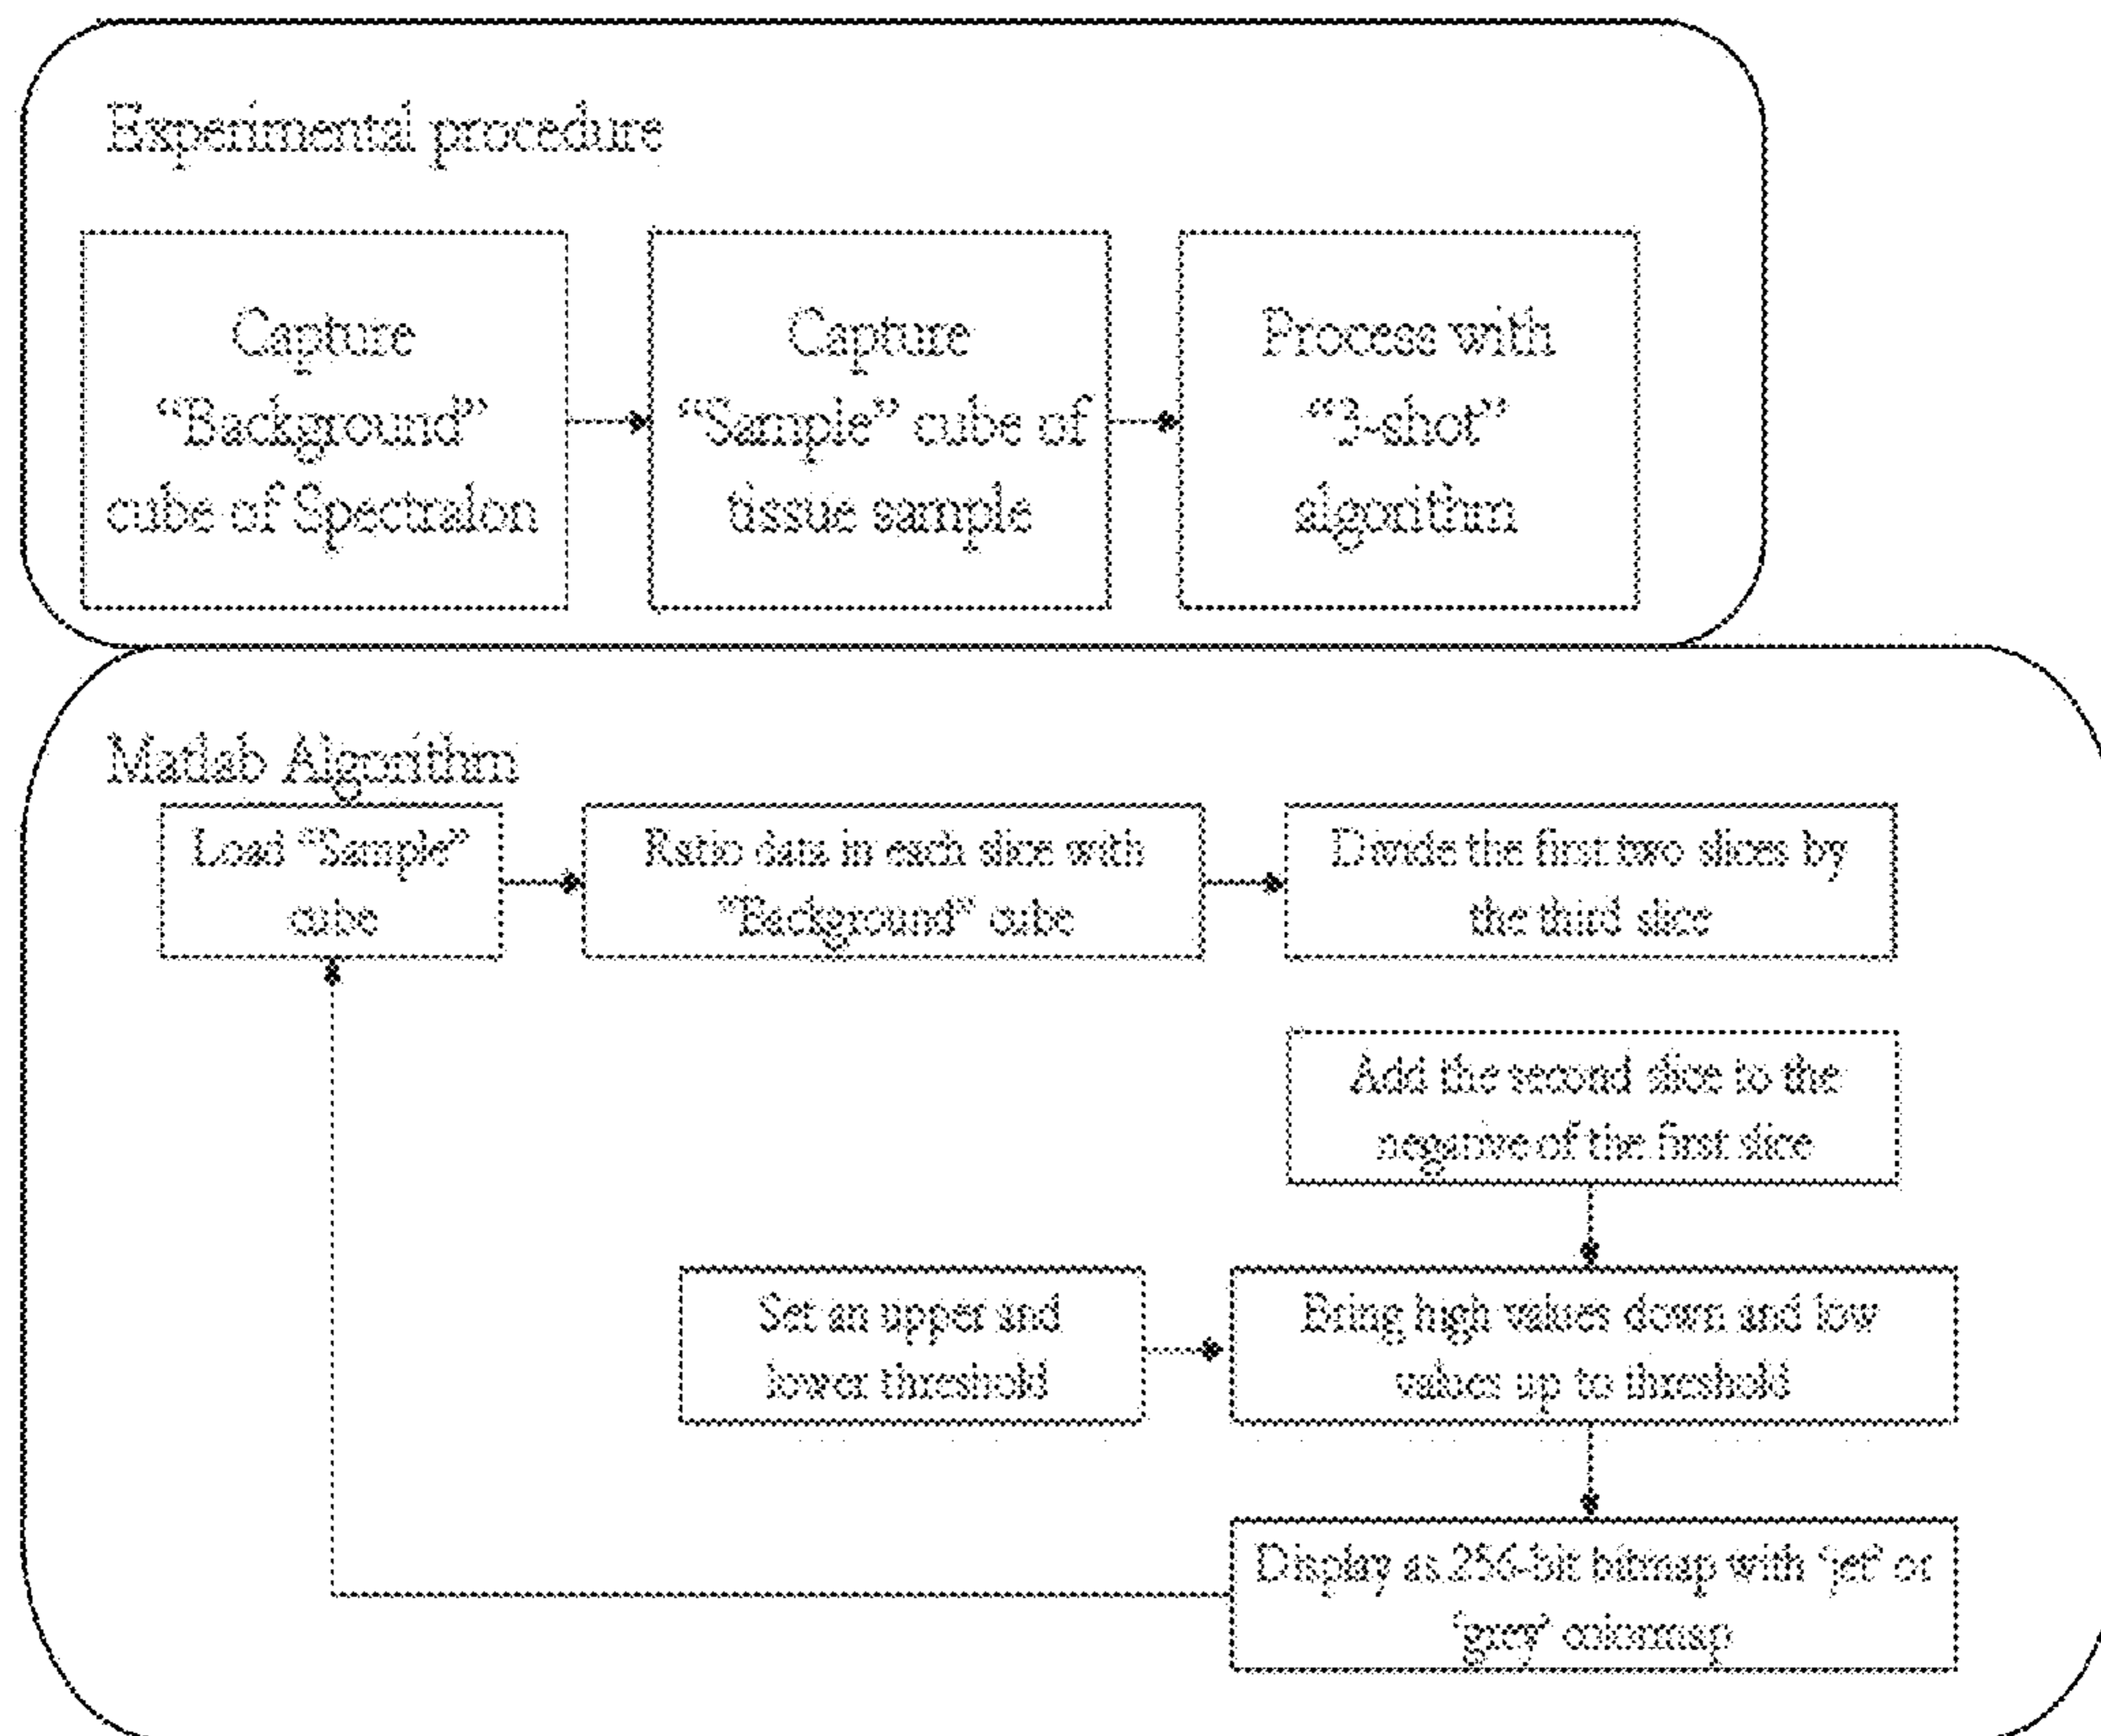 Experimental procedure
Capture
“Background”
cube of Spectralon
Capture
“Sample” cube of
tissue sample
Process with
“3-shot”
algorithm
Matlab Algorithm
Load “Sample”
cube
Ratio data in each slice with
“Background” cube
Divide the first two slices by
the third slice
Add the second slice to the
negative of the first slice
Set an upper and
lower threshold
Bring high values down and low
values up to threshold
Display as 256-bit bitmap with ‘jet’ or
‘grey’ colormap